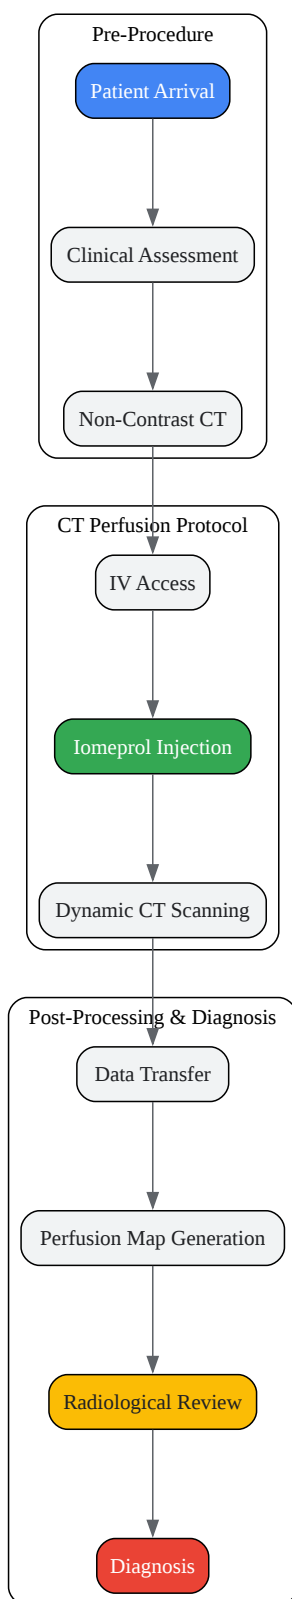 Pre-Procedure
Patient Arrival
Clinical Assessment
Non-Contrast CT
CT Perfusion Protocol
IV Access
Iomeprol Injection
Dynamic CT Scanning
Post-Processing & Diagnosis
Data Transfer
Perfusion Map Generation
Radiological Review
Diagnosis